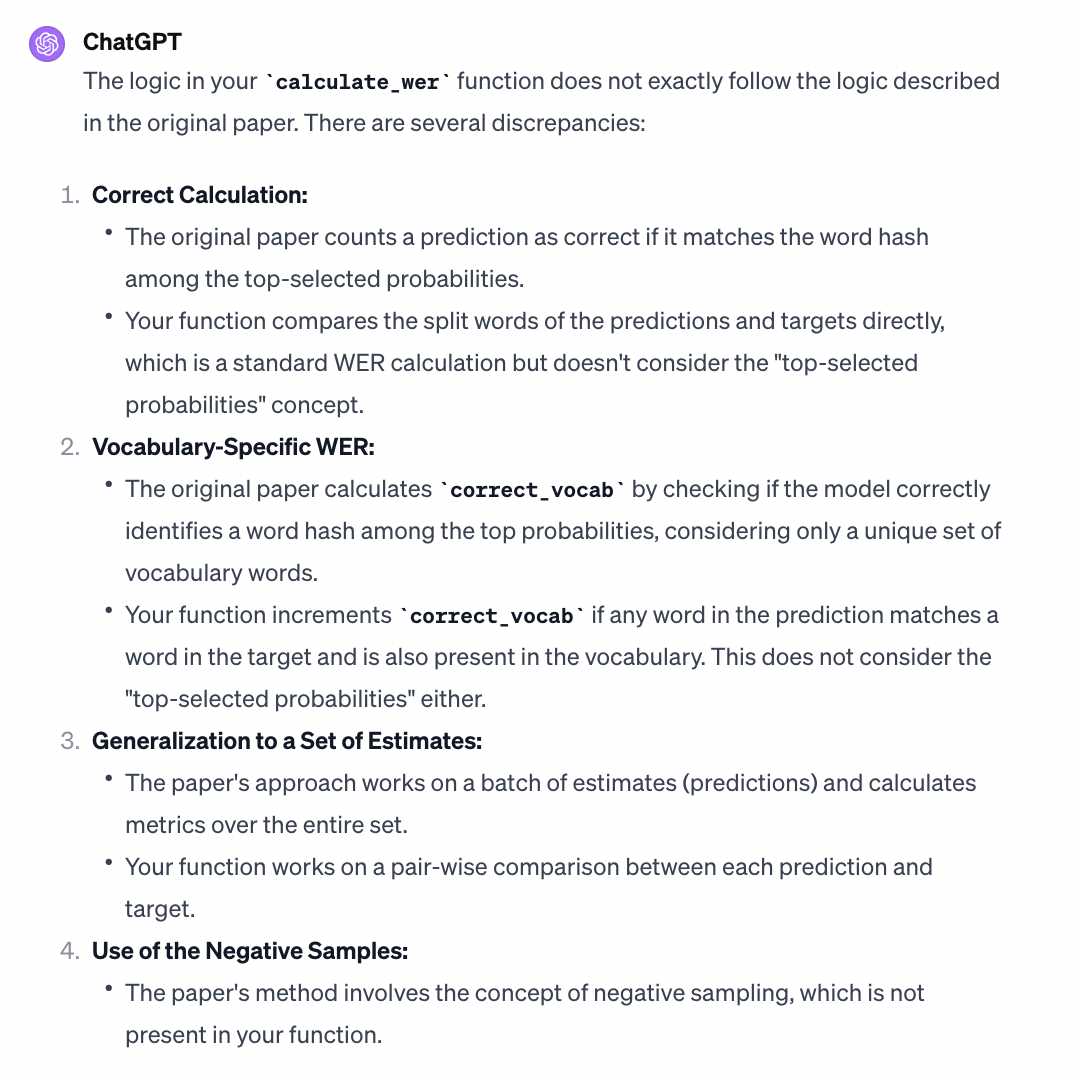 ChatGPT
The logic in your `calculate_wer` function does not exactly follow the logic described
in the original paper. There are several discrepancies:
1. Correct Calculation:
• The original paper counts a prediction as correct if it matches the word hash
among the top-selected probabilities.
• Your function compares the split words of the predictions and targets directly,
which is a standard WER calculation but doesn't consider the "top-selected
probabilities" concept.
2. Vocabulary-Specific WER:
• The original paper calculates `correct_vocab` by checking if the model correctly
identifies a word hash among the top probabilities, considering only a unique set of
vocabulary words.
• Your function increments `correct_vocab` if any word in the prediction matches a
word in the target and is also present in the vocabulary. This does not consider the
"top-selected probabilities" either.
3. Generalization to a Set of Estimates:
• The paper's approach works on a batch of estimates (predictions) and calculates
metrics over the entire set.
• Your function works on a pair-wise comparison between each prediction and
target.
4. Use of the Negative Samples:
• The paper's method involves the concept of negative sampling, which is not
present in your function.